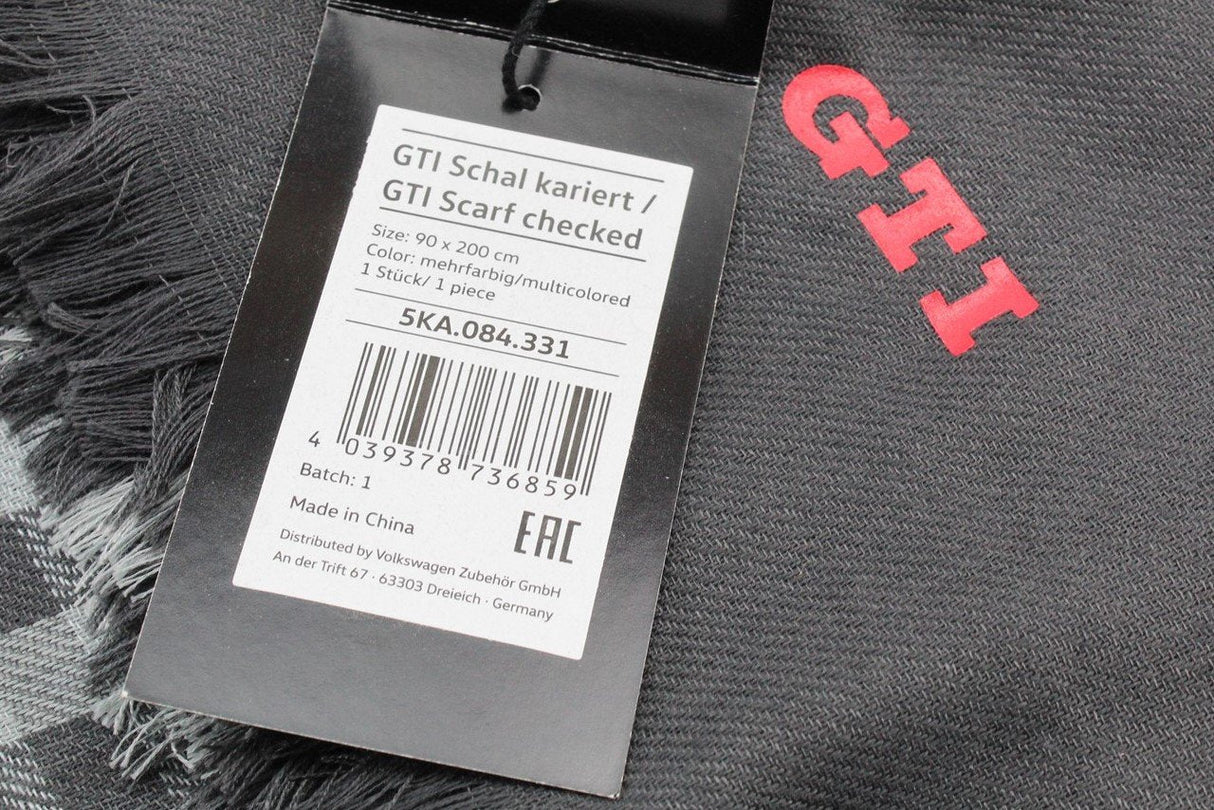 GTI Schal kariert /
GTI Scarf checked
Size: 90 x 200 cm
Color: mehrfarbig/multicolored
1 Stück/ 1 piece
5KA.084.331
4 039378 736859
Batch: 1
Made in China
EAC
Distributed by Volkswagen Zubehör GmbH
An der Trift 67 · 63303 Dreieich · Germany
GTI